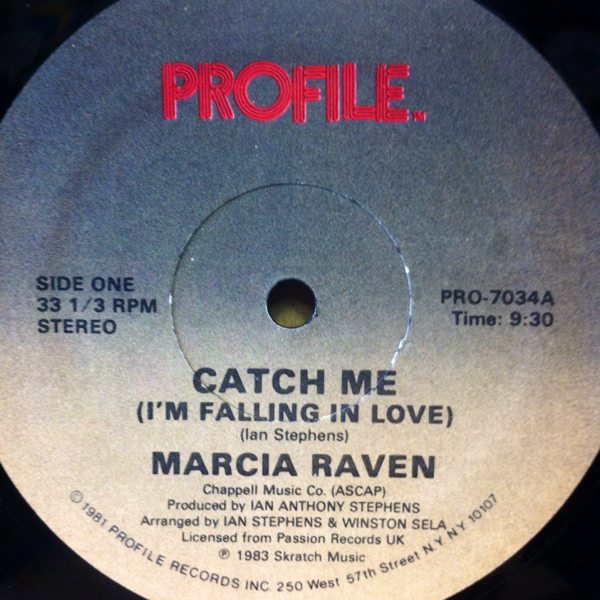 PROFILE™
SIDE ONE
33 1/3 RPM
STEREO
PRO-7034A
Time: 9:30
CATCH ME
(I'M FALLING IN LOVE)
(Ian Stephens)
MARCIA RAVEN
Chappell Music Co. (ASCAP)
Produced by IAN ANTHONY STEPHENS
Arranged by IAN STEPHENS & WINSTON SELA
Licensed from Passion Records UK
℗ 1983 Skratch Music
© 1981 PROFILE RECORDS INC. 250 West 57th Street N.Y. NY 10107